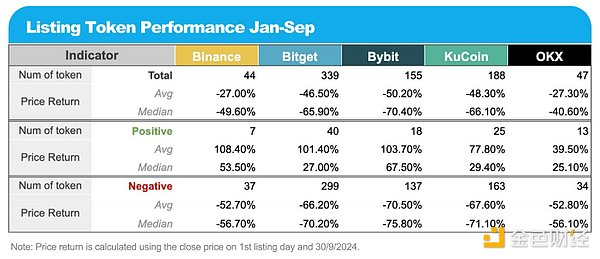 Listing Token Performance Jan-Sep
Indicator Binance Bitget Bybit KuCoin OKX
Num of token Total 44 339 155 188 47
Price Return Avg -27.00% -46.50% -50.20% -48.30% -27.30%
Median -49.60% -65.90% -70.40% -66.10% -40.60%
Num of token Positive 7 40 18 25 13
Price Return Avg 108.40% 101.40% 103.70% 77.80% 39.50%
Median 53.50% 27.00% 67.50% 29.40% 25.10%
Num of token Negative 37 299 137 163 34
Price Return Avg -52.70% -66.20% -70.50% -67.60% -52.80%
Median -56.70% -70.20% -75.80% -71.10% -56.10%
Note: Price return is calculated using the close price on 1st listing day and 30/9/2024.
金色财经